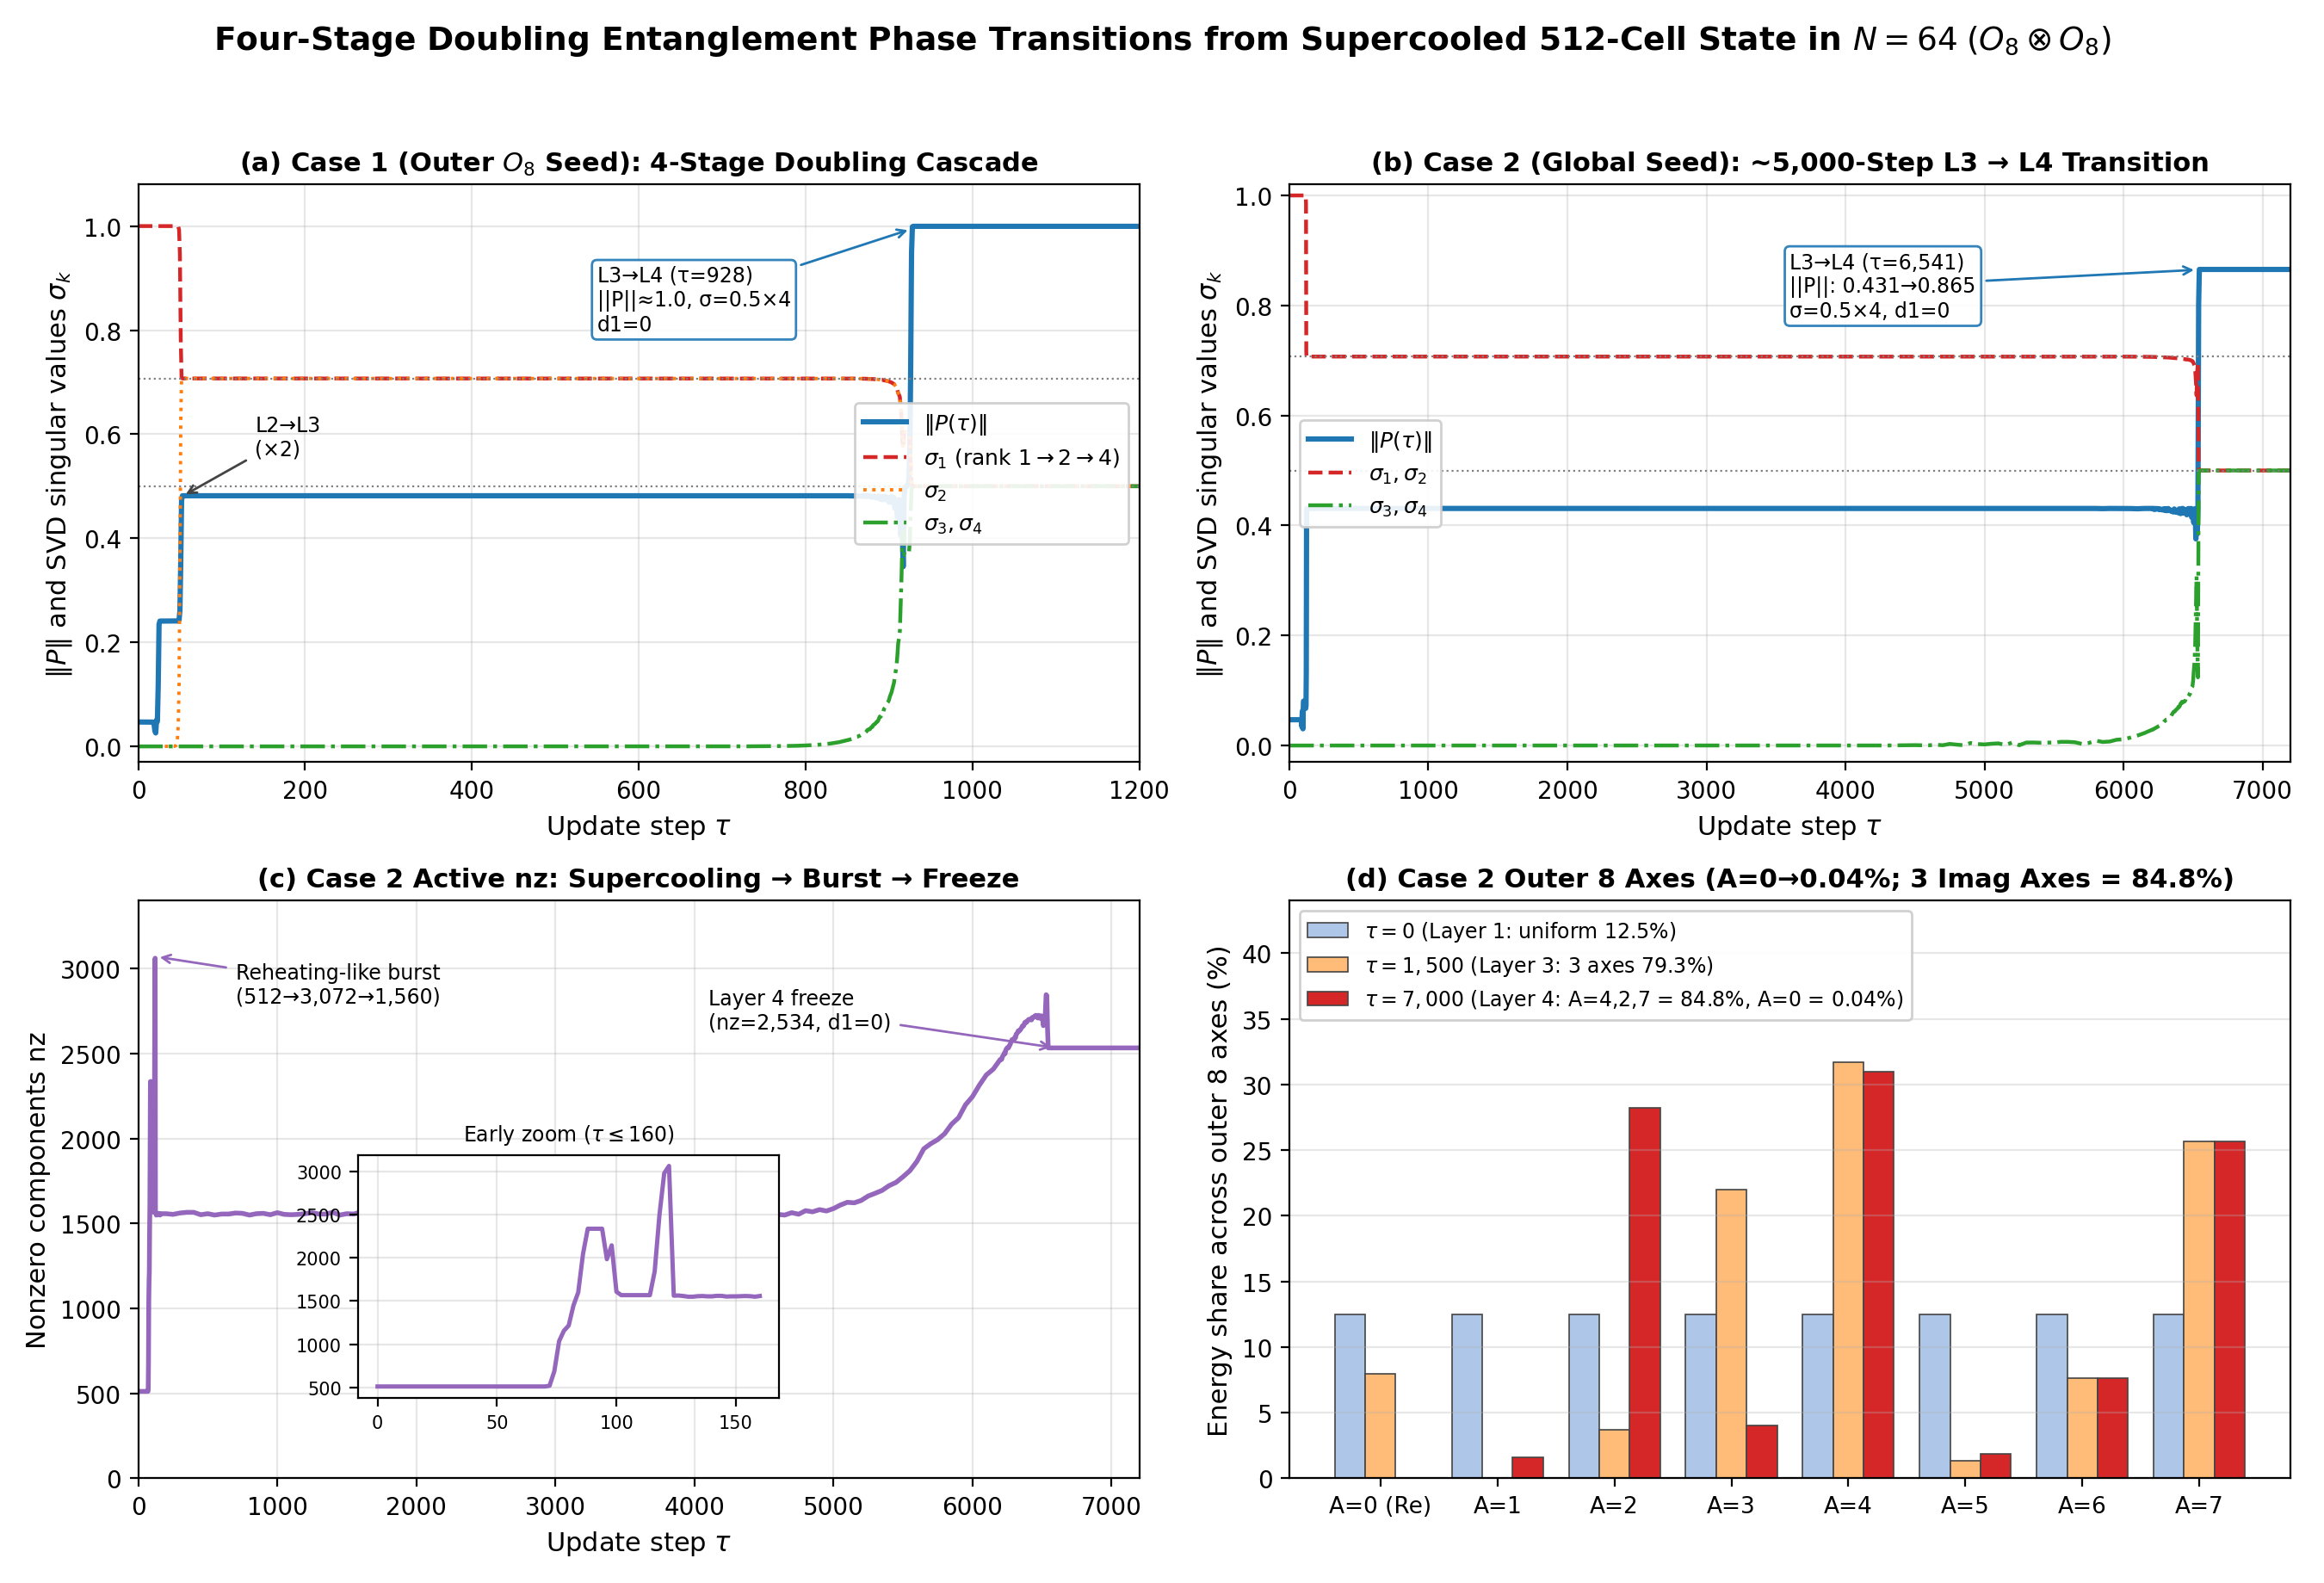 Four-Stage Doubling Entanglement Phase Transitions from Supercooled 512-Cell State in N = 64 (O₈ ⊗ O₈)
(a) Case 1 (Outer O₈ Seed): 4-Stage Doubling Cascade
‖P‖ and SVD singular values σₖ
1.0
0.8
0.6
0.4
0.2
0.0
L3→L4 (τ=928)
||P||≈1.0, σ=0.5×4
d1=0
L2→L3
(×2)
‖P(τ)‖
σ₁ (rank 1→2→4)
σ₂
σ₃, σ₄
0 200 400 600 800 1000 1200
Update step τ
(b) Case 2 (Global Seed): ~5,000-Step L3 → L4 Transition
‖P‖ and SVD singular values σₖ
1.0
0.8
0.6
0.4
0.2
0.0
L3→L4 (τ=6,541)
||P||: 0.431→0.865
σ=0.5×4, d1=0
‖P(τ)‖
σ₁, σ₂
σ₃, σ₄
0 1000 2000 3000 4000 5000 6000 7000
Update step τ
(c) Case 2 Active nz: Supercooling → Burst → Freeze
Nonzero components nz
3000
2500
2000
1500
1000
500
0
Reheating-like burst
(512→3,072→1,560)
Layer 4 freeze
(nz=2,534, d1=0)
Early zoom (τ ≤ 160)
3000
2500
2000
1500
1000
500
0 50 100 150
0 1000 2000 3000 4000 5000 6000 7000
Update step τ
(d) Case 2 Outer 8 Axes (A=0→0.04%; 3 Imag Axes = 84.8%)
Energy share across outer 8 axes (%)
40
35
30
25
20
15
10
5
0
τ = 0 (Layer 1: uniform 12.5%)
τ = 1, 500 (Layer 3: 3 axes 79.3%)
τ = 7, 000 (Layer 4: A=4,2,7 = 84.8%, A=0 = 0.04%)
A=0 (Re) A=1 A=2 A=3 A=4 A=5 A=6 A=7